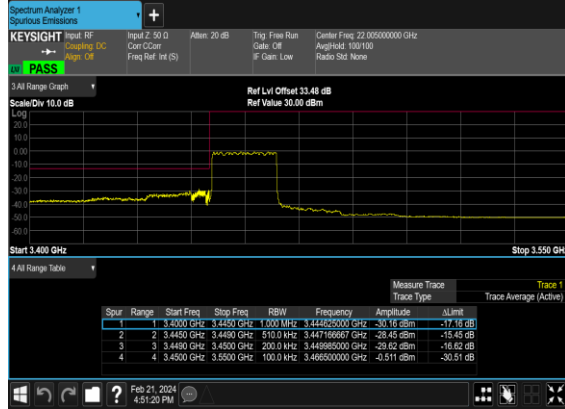 Spectrum Analyzer 1
Spurious Emissions
+
KEYSIGHT Input: RF Input Z: 50 Ω Atten: 20 dB Trig: Free Run Center Freq: 22.005000000 GHz
Coupling: DC Corr CCorr Gate: Off Avg|Hold: 100/100
Align: Off Freq Ref: Int (S) IF Gain: Low Radio Std: None
PASS
3 All Range Graph
Ref Lvl Offset 33.48 dB
Scale/Div 10.0 dB Ref Value 30.00 dBm
Log
20.0
10.0
0.00
-10.0
-20.0
-30.0
-40.0
-50.0
-60.0
Start 3.400 GHz Stop 3.550 GH
4 All Range Table
Measure Trace Trace 1
Trace Type Trace Average (Active)
Spur Range Start Freq Stop Freq RBW Frequency Amplitude ΔLimit
1 1 3.4000 GHz 3.4450 GHz 1.000 MHz 3.444625000 GHz -30.16 dBm -17.16 dB
2 2 3.4450 GHz 3.4490 GHz 510.0 kHz 3.447166667 GHz -28.45 dBm -15.45 dB
3 3 3.4490 GHz 3.4500 GHz 200.0 kHz 3.449985000 GHz -29.62 dBm -16.62 dB
4 4 3.4500 GHz 3.5500 GHz 100.0 kHz 3.466500000 GHz -0.511 dBm -30.51 dB
? Feb 21, 2024
4:51:20 PM